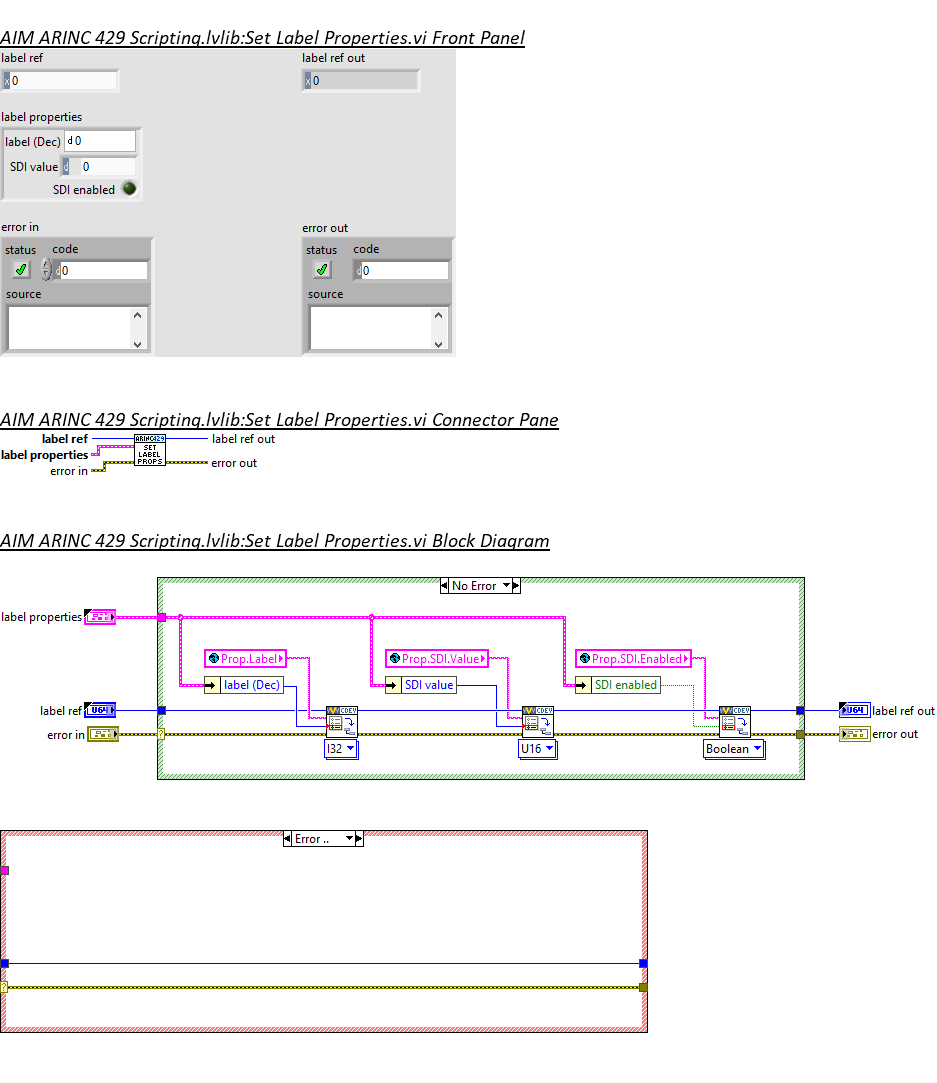 AIM ARINC 429 Scripting.lvlib:Set Label Properties.vi Front Panel
label ref
label ref out
x 0
x 0
label properties
label (Dec) d 0
SDI value d 0
SDI enabled
error in
error out
status code
status code
d 0
d 0
source
source
AIM ARINC 429 Scripting.lvlib:Set Label Properties.vi Connector Pane
label ref
label ref out
label properties
error in
error out
ARINC429
SET
LABEL
PROPS
AIM ARINC 429 Scripting.lvlib:Set Label Properties.vi Block Diagram
No Error
label properties
Prop.Label
Prop.SDI.Value
Prop.SDI.Enabled
label (Dec)
SDI value
SDI enabled
label ref
U64
CDEV
CDEV
CDEV
U64
label ref out
error in
?
error out
I32
U16
Boolean
Error ..
?